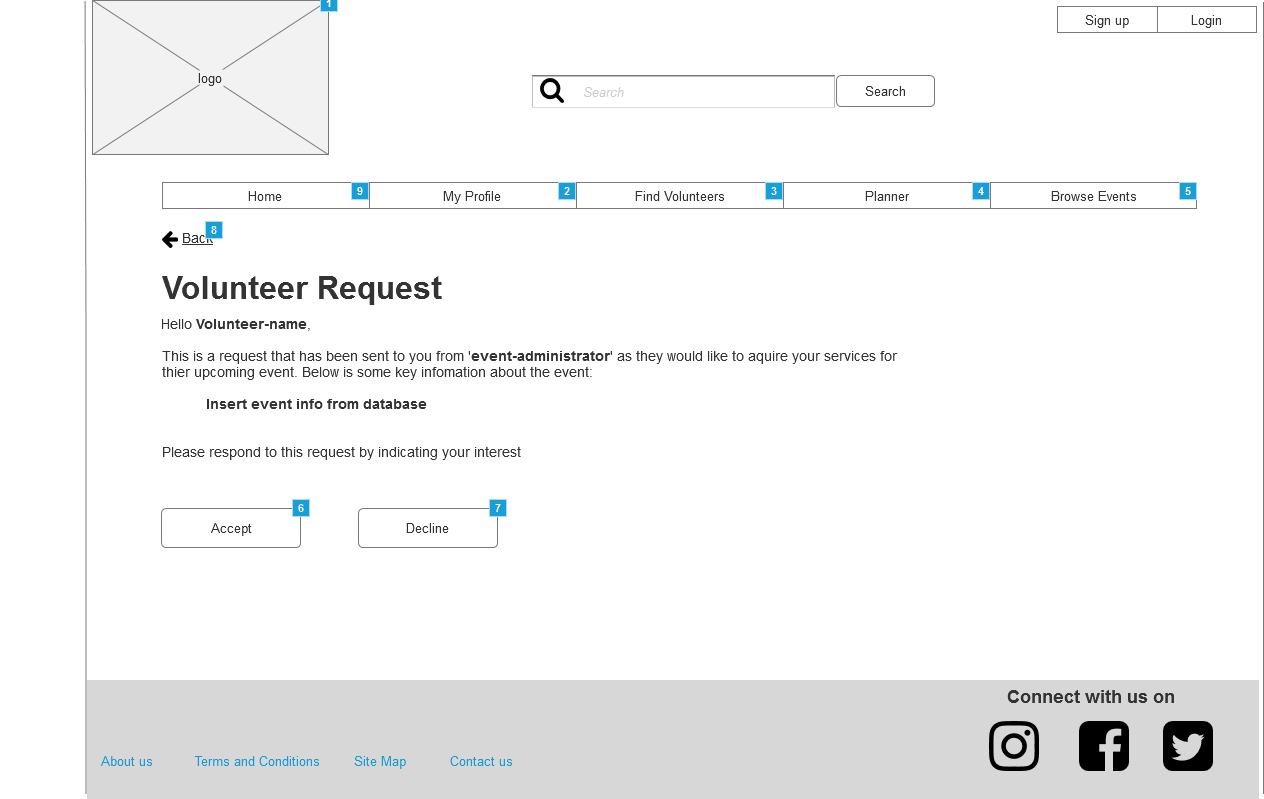 1
Sign up Login
logo
Search Search
Home 9 My Profile 2 Find Volunteers 3 Planner 4 Browse Events 5
Back 8
Volunteer Request
Hello Volunteer-name,
This is a request that has been sent to you from 'event-administrator' as they would like to aquire your services for
thier upcoming event. Below is some key infomation about the event:
Insert event info from database
Please respond to this request by indicating your interest
6 7
Accept Decline
Connect with us on
About us Terms and Conditions Site Map Contact us